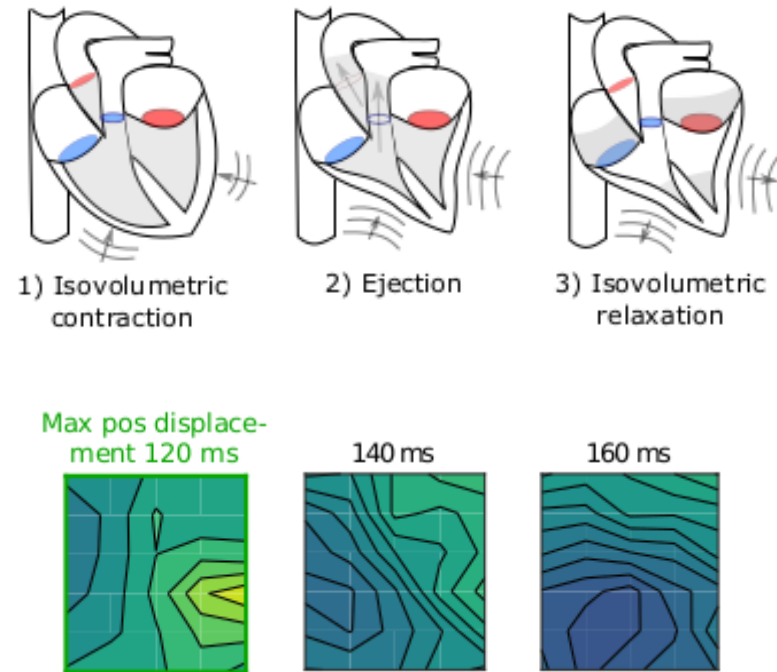 1) Isovolumetric
contraction
2) Ejection
3) Isovolumetric
relaxation
Max pos displace-
ment 120 ms
140 ms
160 ms